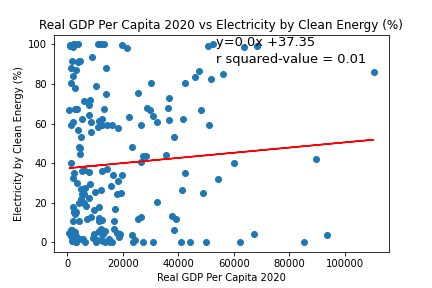 Real GDP Per Capita 2020 vs Electricity by Clean Energy (%)
y=0.0x +37.35
r squared-value = 0.01
100
80
60
40
20
0
Electricity by Clean Energy (%)
0 20000 40000 60000 80000 100000
Real GDP Per Capita 2020